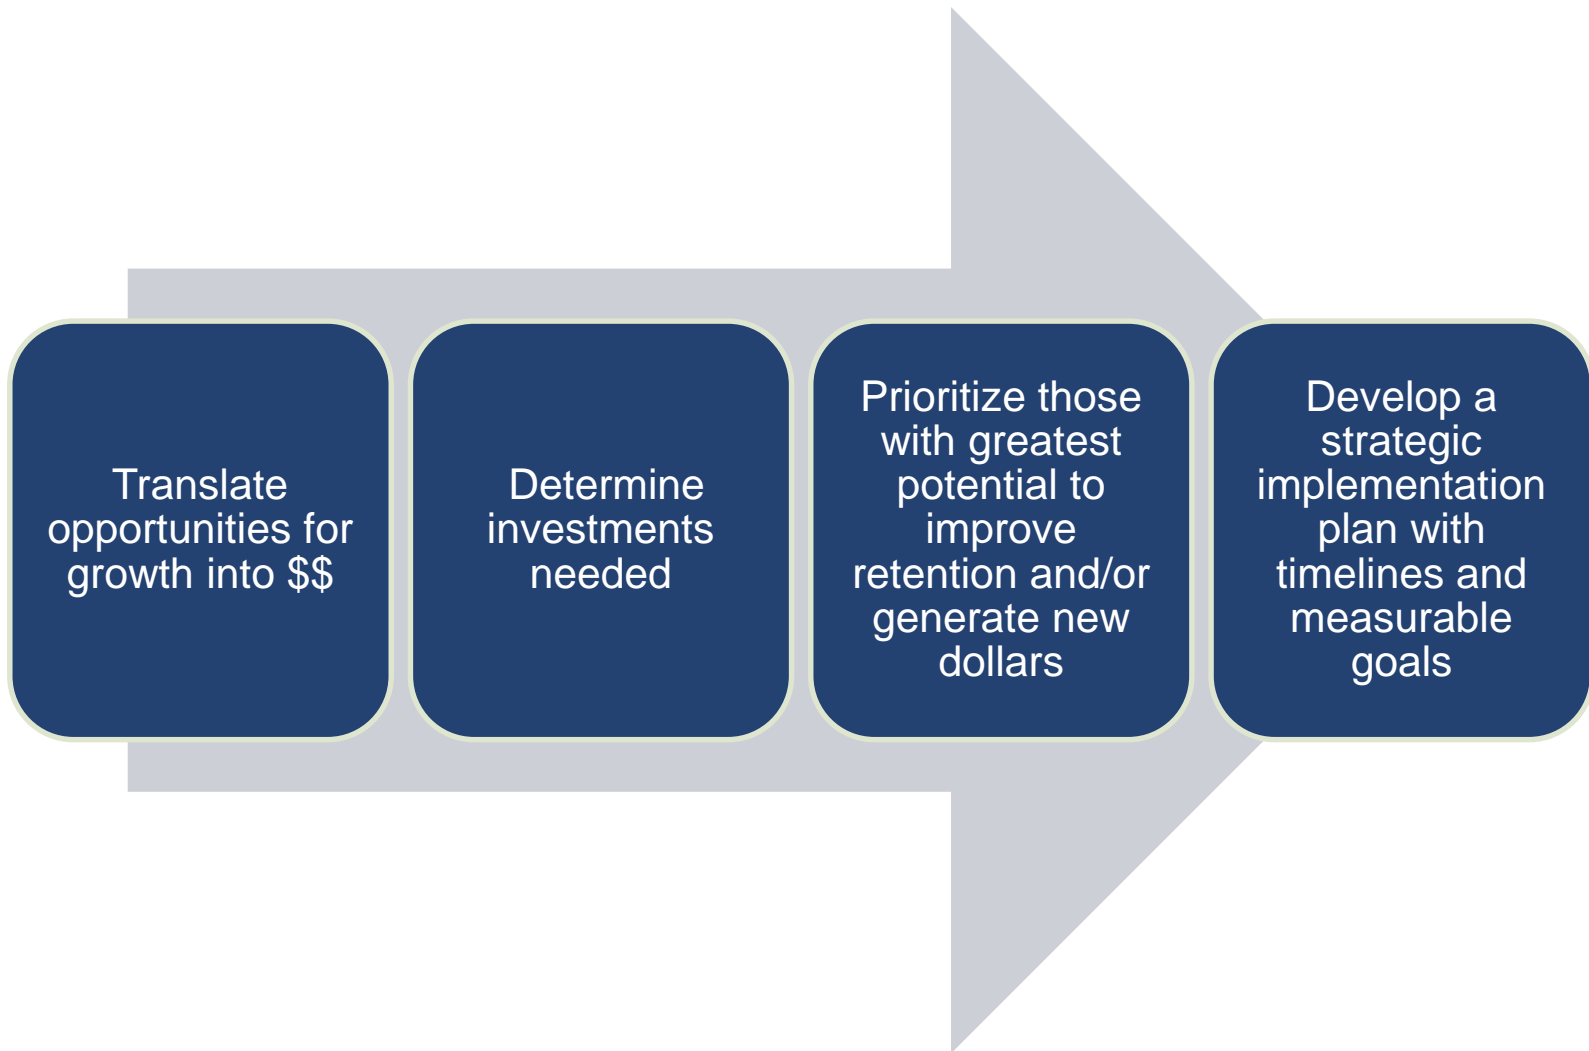 Translate
opportunities for
growth into $$
Determine
investments
needed
Prioritize those
with greatest
potential to
improve
retention and/or
generate new
dollars
Develop a
strategic
implementation
plan with
timelines and
measurable
goals